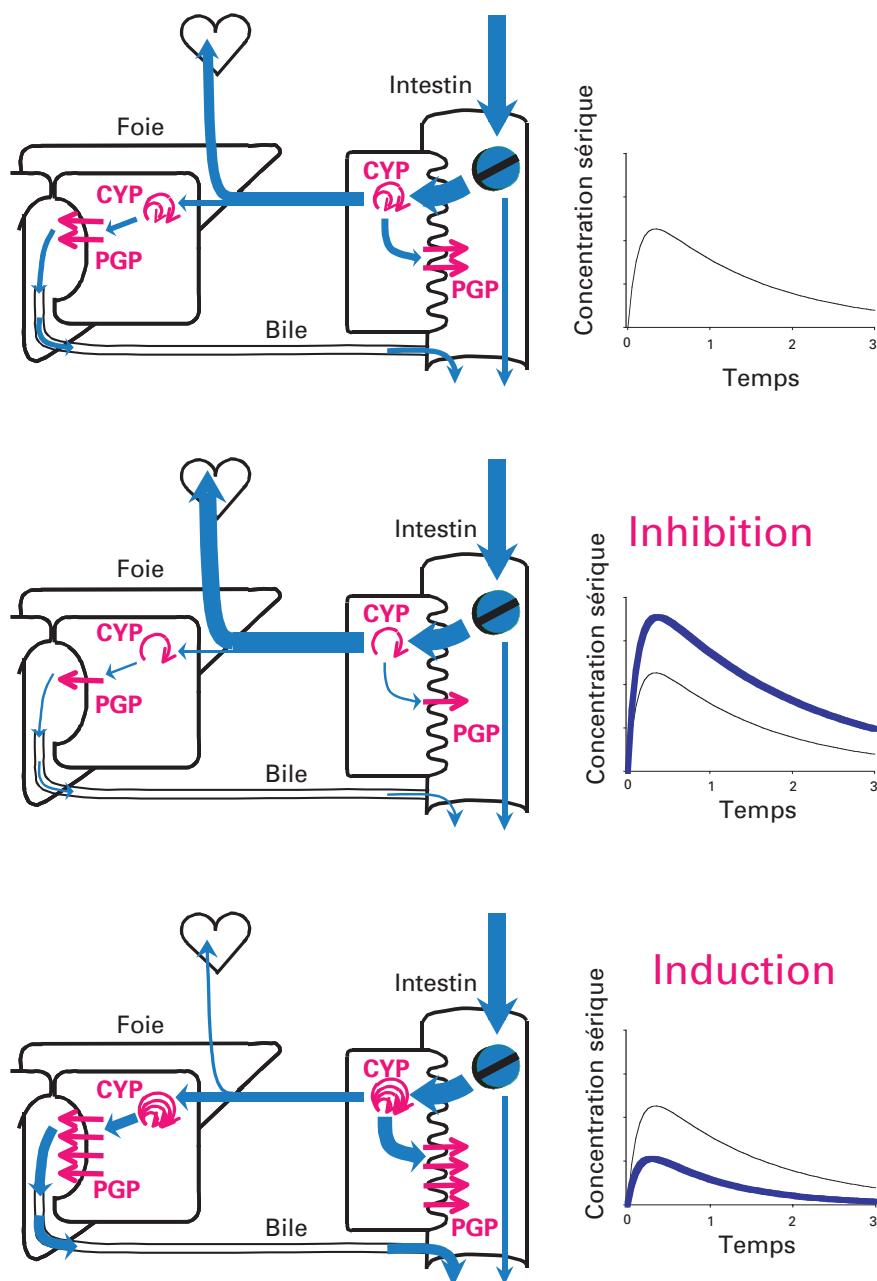 Intestin
Foie
CYP
CYP
PGP
PGP
Bile
Concentration sérique
0 1 2 3
Temps
Inhibition
Intestin
Foie
CYP
CYP
PGP
PGP
Bile
Concentration sérique
0 1 2 3
Temps
Induction
Intestin
Foie
CYP
CYP
PGP
PGP
Bile
Concentration sérique
0 1 2 3
Temps